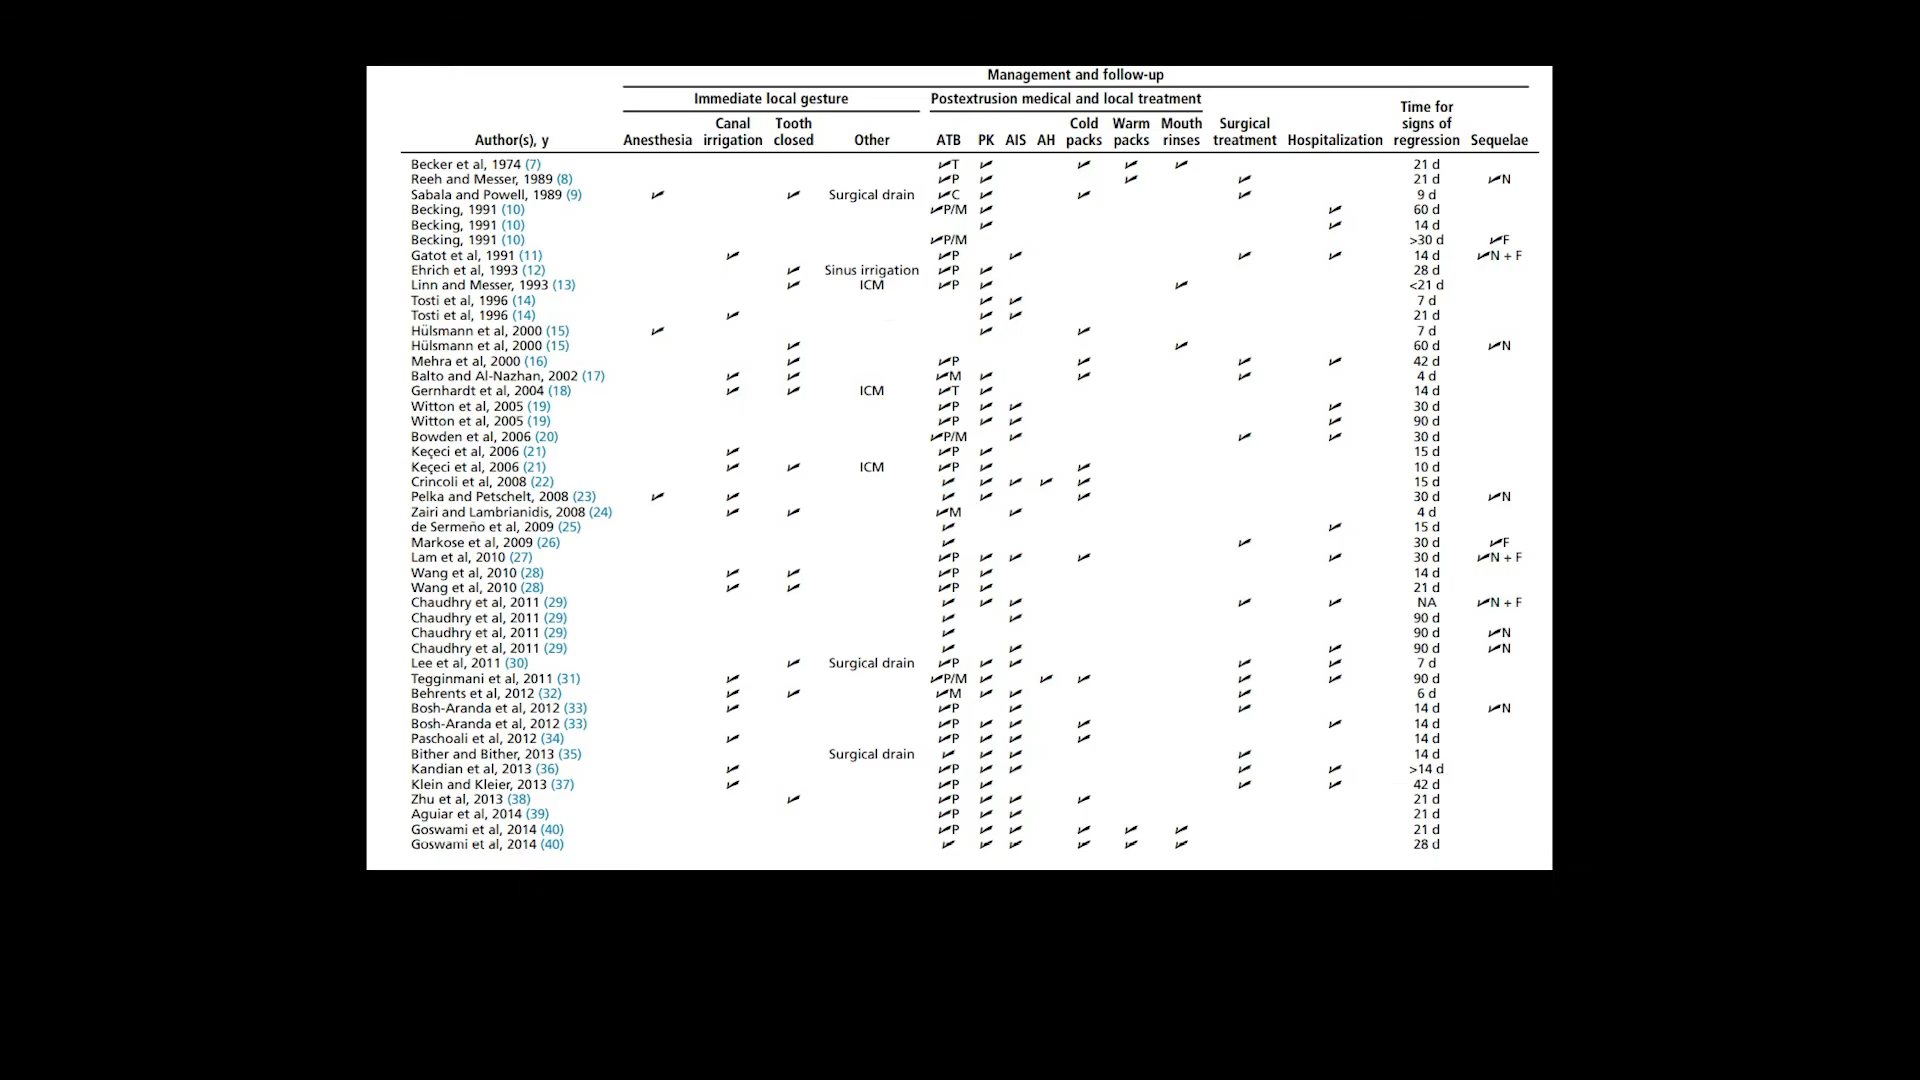 Management and follow-up
Immediate local gesture Postextrusion medical and local treatment
Author(s), y Anesthesia Canal irrigation Tooth closed Other ATB PK AIS AH Cold packs Warm packs Mouth rinses Surgical treatment Hospitalization Time for signs of regression Sequelae
Becker et al, 1974 (7) ✓T ✓ ✓ ✓ ✓ 21 d
Reeh and Messer, 1989 (8) ✓P ✓ ✓ ✓ 21 d ✓N
Sabala and Powell, 1989 (9) ✓ ✓ Surgical drain ✓C ✓ ✓ ✓ 9 d
Becking, 1991 (10) ✓P/M ✓ ✓ 60 d
Becking, 1991 (10) ✓ ✓ 14 d
Becking, 1991 (10) ✓P/M >30 d ✓F
Gatot et al, 1991 (11) ✓ ✓P ✓ ✓ ✓ 14 d ✓N + F
Ehrich et al, 1993 (12) ✓ Sinus irrigation ✓P ✓ 28 d
Linn and Messer, 1993 (13) ✓ ICM ✓P ✓ ✓ <21 d
Tosti et al, 1996 (14) ✓ ✓ 7 d
Tosti et al, 1996 (14) ✓ ✓ ✓ 21 d
Hülsmann et al, 2000 (15) ✓ ✓ ✓ 7 d
Hülsmann et al, 2000 (15) ✓ ✓ 60 d ✓N
Mehra et al, 2000 (16) ✓ ✓P ✓ ✓ ✓ 42 d
Balto and Al-Nazhan, 2002 (17) ✓ ✓ ✓M ✓ ✓ ✓ 4 d
Gernhardt et al, 2004 (18) ✓ ✓ ICM ✓T ✓ 14 d
Witton et al, 2005 (19) ✓P ✓ ✓ ✓ 30 d
Witton et al, 2005 (19) ✓P ✓ ✓ ✓ 90 d
Bowden et al, 2006 (20) ✓P/M ✓ ✓ ✓ 30 d
Keçeci et al, 2006 (21) ✓ ✓P ✓ 15 d
Keçeci et al, 2006 (21) ✓ ✓ ICM ✓P ✓ ✓ 10 d
Crincoli et al, 2008 (22) ✓ ✓ ✓ ✓ ✓ 15 d
Pelka and Petschelt, 2008 (23) ✓ ✓ ✓ ✓ ✓ 30 d ✓N
Zairi and Lambrianidis, 2008 (24) ✓ ✓ ✓M ✓ 4 d
de Sermeño et al, 2009 (25) ✓ ✓ 15 d
Markose et al, 2009 (26) ✓ ✓ 30 d ✓F
Lam et al, 2010 (27) ✓P ✓ ✓ ✓ ✓ 30 d ✓N + F
Wang et al, 2010 (28) ✓ ✓ ✓P ✓ 14 d
Wang et al, 2010 (28) ✓ ✓ ✓P ✓ 21 d
Chaudhry et al, 2011 (29) ✓ ✓ ✓ ✓ ✓ NA ✓N + F
Chaudhry et al, 2011 (29) ✓ ✓ 90 d
Chaudhry et al, 2011 (29) ✓ 90 d ✓N
Chaudhry et al, 2011 (29) ✓ ✓ ✓ 90 d ✓N
Lee et al, 2011 (30) ✓ Surgical drain ✓P ✓ ✓ ✓ ✓ 7 d
Tegginmani et al, 2011 (31) ✓ ✓P/M ✓ ✓ ✓ ✓ ✓ 90 d
Behrents et al, 2012 (32) ✓ ✓ ✓M ✓ ✓ ✓ 6 d
Bosh-Aranda et al, 2012 (33) ✓ ✓P ✓ ✓ 14 d ✓N
Bosh-Aranda et al, 2012 (33) ✓P ✓ ✓ ✓ ✓ 14 d
Paschoali et al, 2012 (34) ✓ ✓P ✓ ✓ ✓ 14 d
Bither and Bither, 2013 (35) Surgical drain ✓ ✓ ✓ ✓ 14 d
Kandian et al, 2013 (36) ✓ ✓P ✓ ✓ ✓ ✓ >14 d
Klein and Kleier, 2013 (37) ✓ ✓P ✓ ✓ ✓ 42 d
Zhu et al, 2013 (38) ✓ ✓P ✓ ✓ ✓ 21 d
Aguiar et al, 2014 (39) ✓P ✓ ✓ 21 d
Goswami et al, 2014 (40) ✓P ✓ ✓ ✓ ✓ ✓ 21 d
Goswami et al, 2014 (40) ✓ ✓ ✓ ✓ ✓ ✓ 28 d